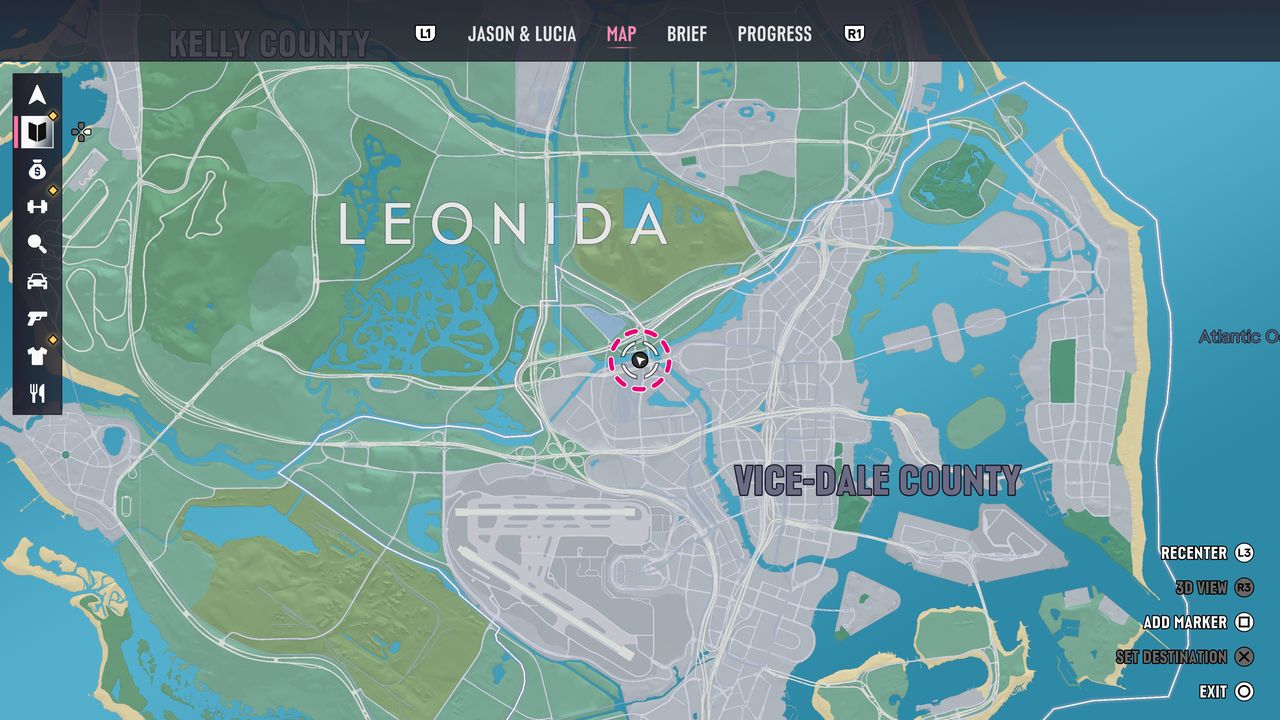 KELLY COUNTY
L1 JASON & LUCIA MAP BRIEF PROGRESS R1
LEONIDA
Atlantic O
VICE-DALE COUNTY
RECENTER L3
3D VIEW R3
ADD MARKER
SET DESTINATION
EXIT